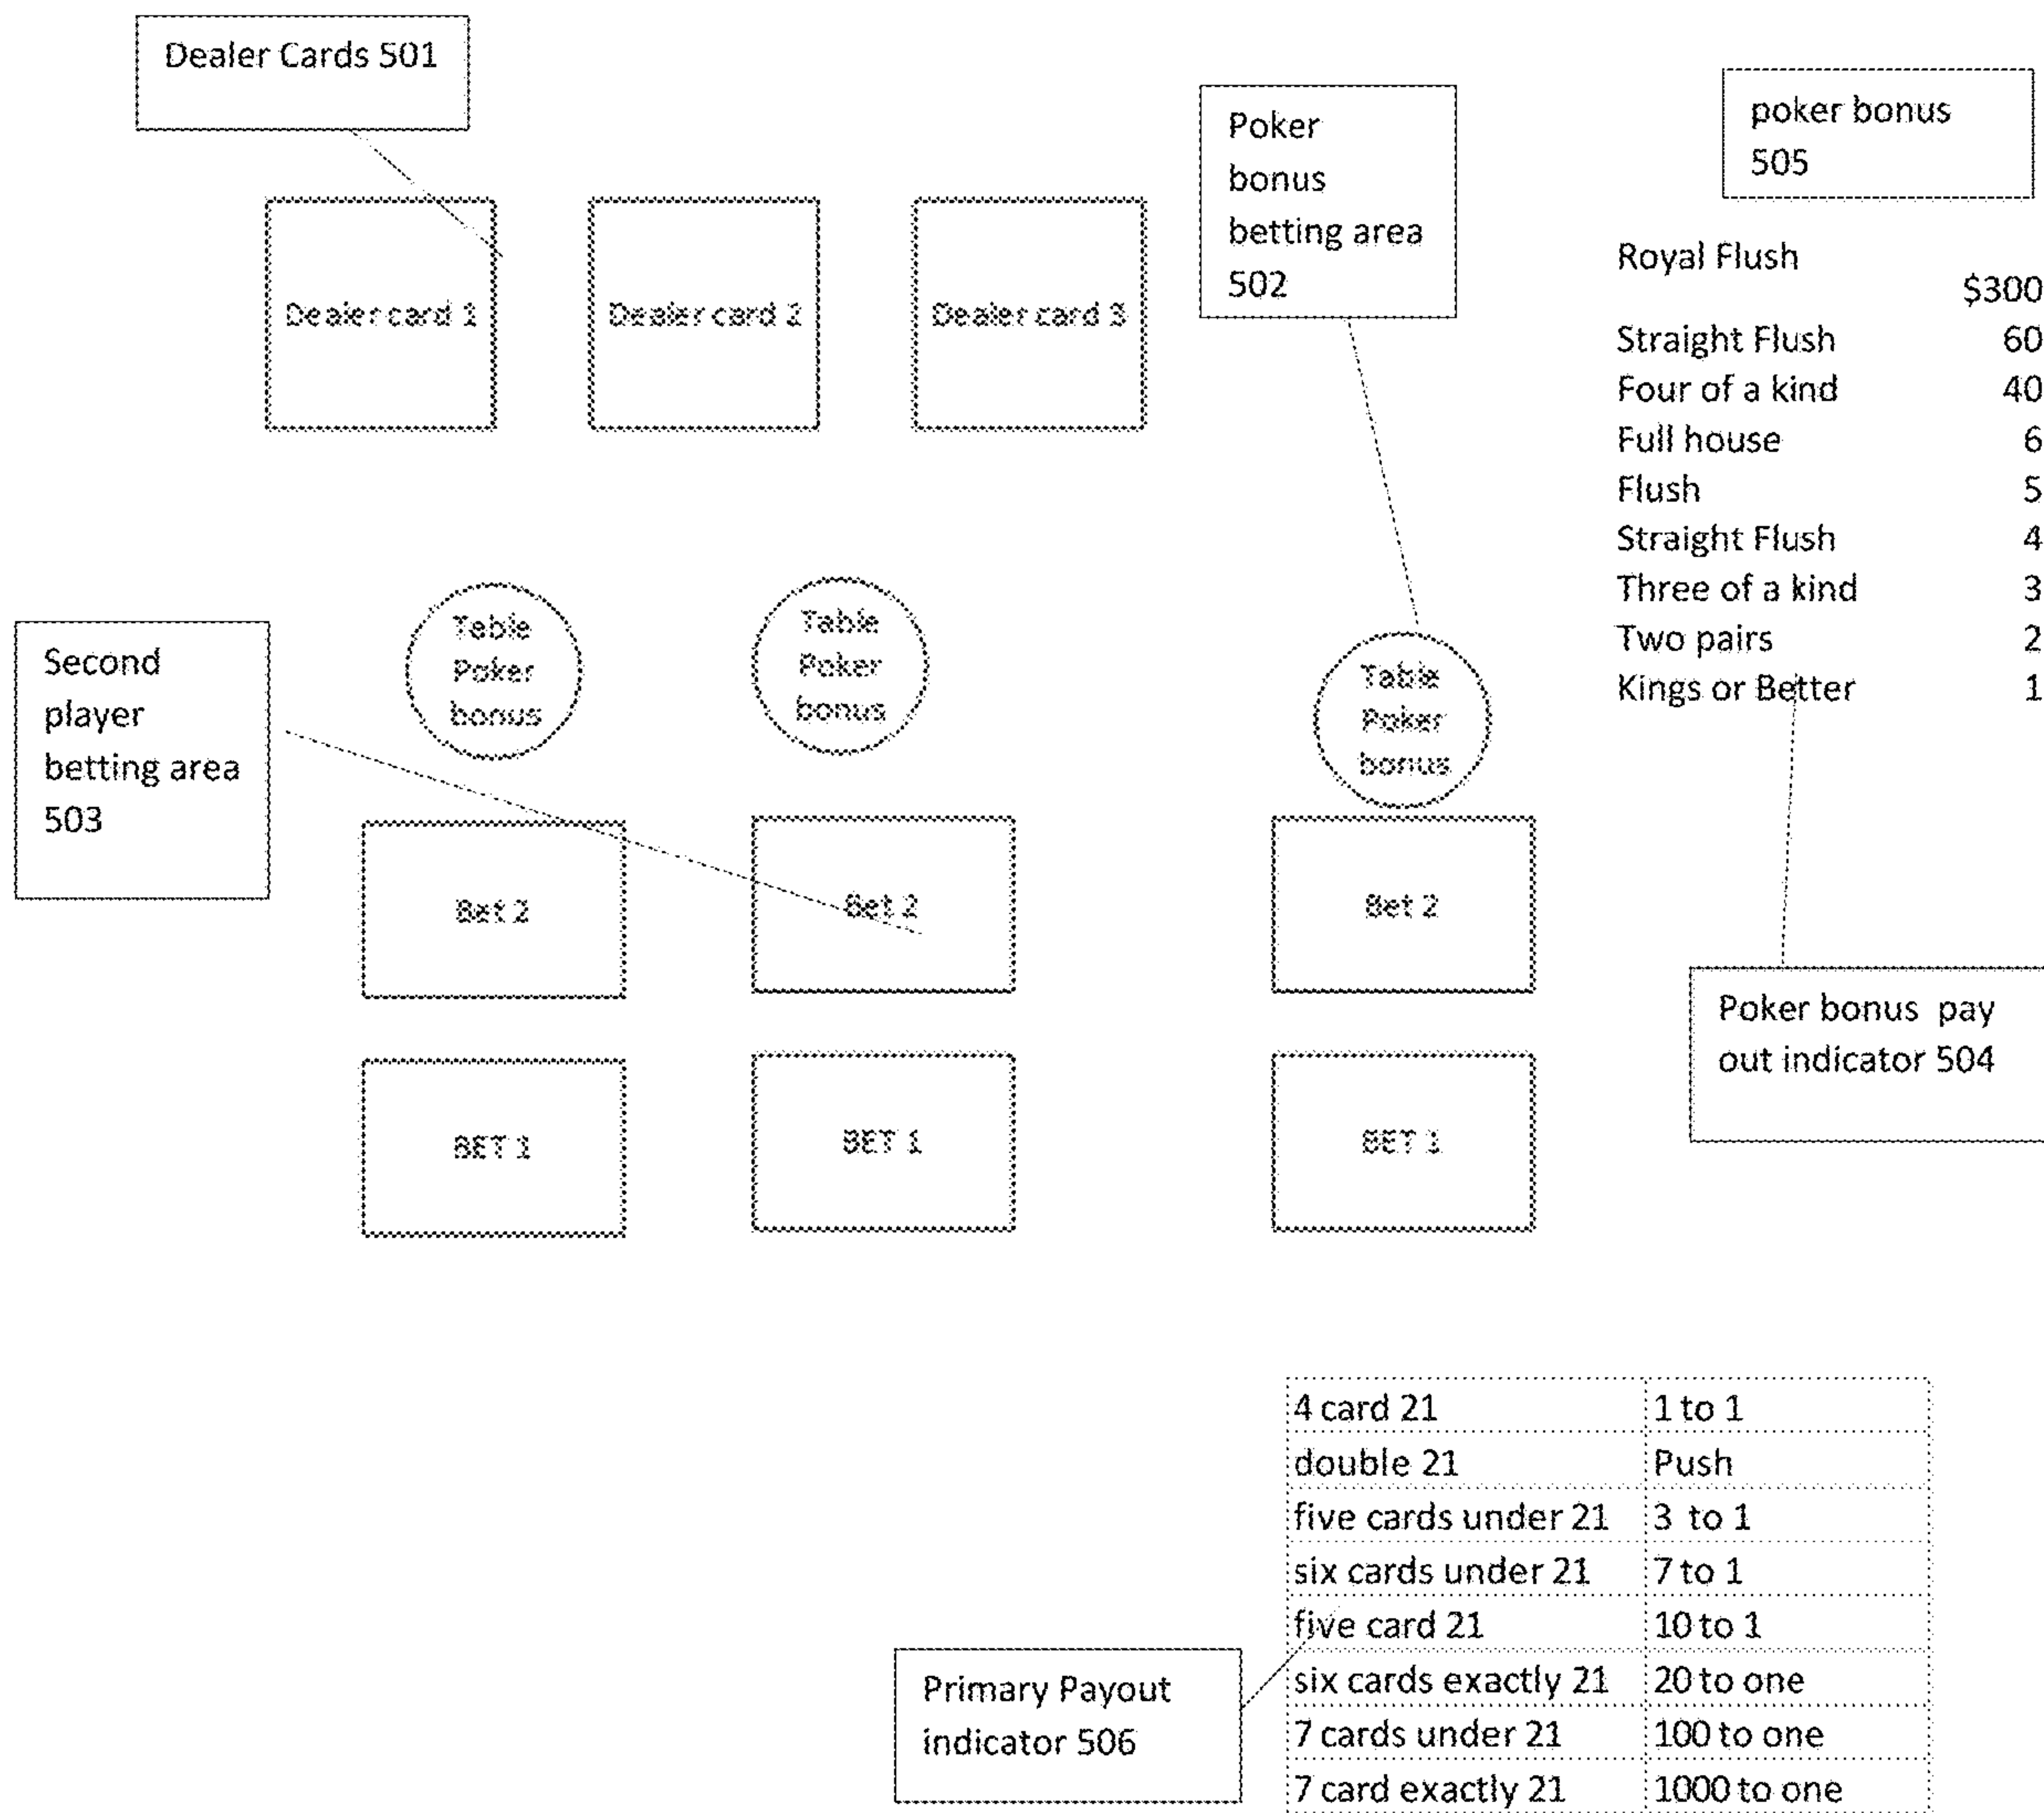 Dealer Cards 501
Poker
bonus
betting area
502
poker bonus
505
Dealer card 1
Dealer card 2
Dealer card 3
Royal Flush
$300
Straight Flush 60
Four of a kind 40
Full house 6
Flush 5
Straight Flush 4
Three of a kind 3
Two pairs 2
Kings or Better 1
Second
player
betting area
503
Table
Poker
bonus
Table
Poker
bonus
Table
Poker
bonus
Bet 2
Bet 2
Bet 2
Poker bonus pay
out indicator 504
BET 1
BET 1
BET 1
4 card 21 1 to 1
double 21 Push
five cards under 21 3 to 1
six cards under 21 7 to 1
five card 21 10 to 1
six cards exactly 21 20 to one
7 cards under 21 100 to one
7 card exactly 21 1000 to one
Primary Payout
indicator 506